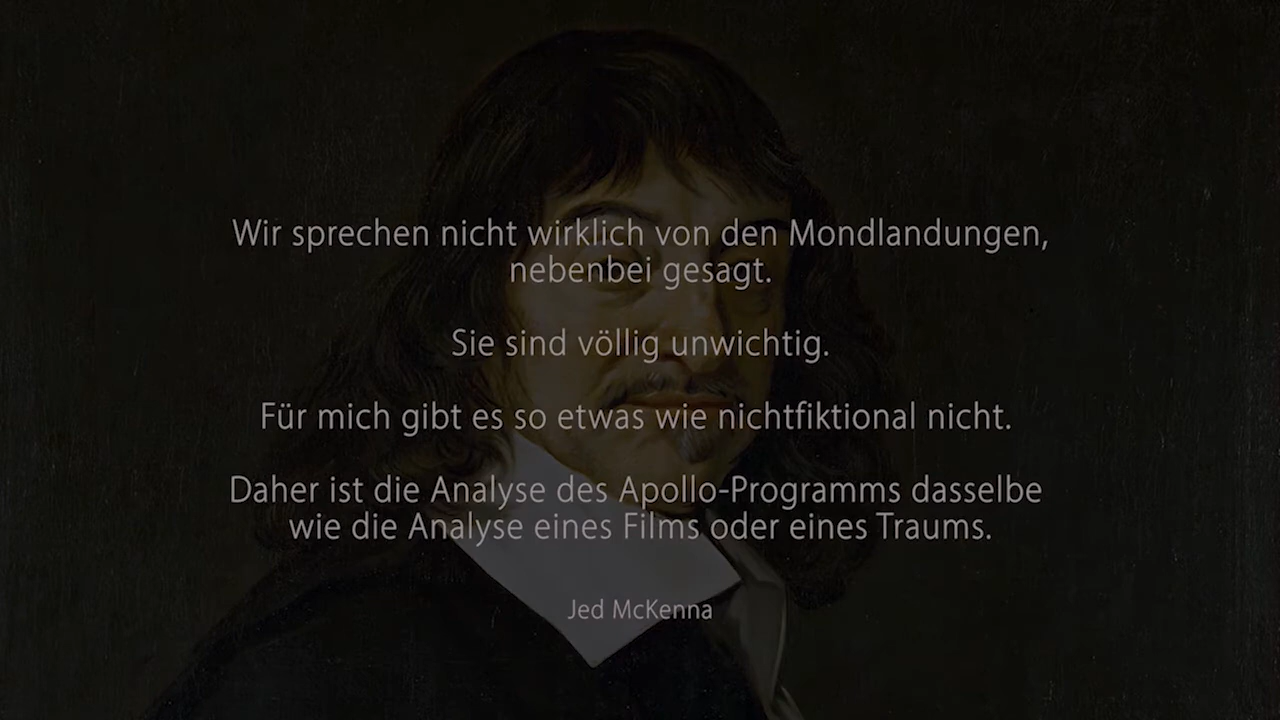 Wir sprechen nicht wirklich von den Mondlandungen,
nebenbei gesagt.
Sie sind völlig unwichtig.
Für mich gibt es so etwas wie nichtfiktional nicht.
Daher ist die Analyse des Apollo-Programms dasselbe
wie die Analyse eines Films oder eines Traums.
Jed McKenna